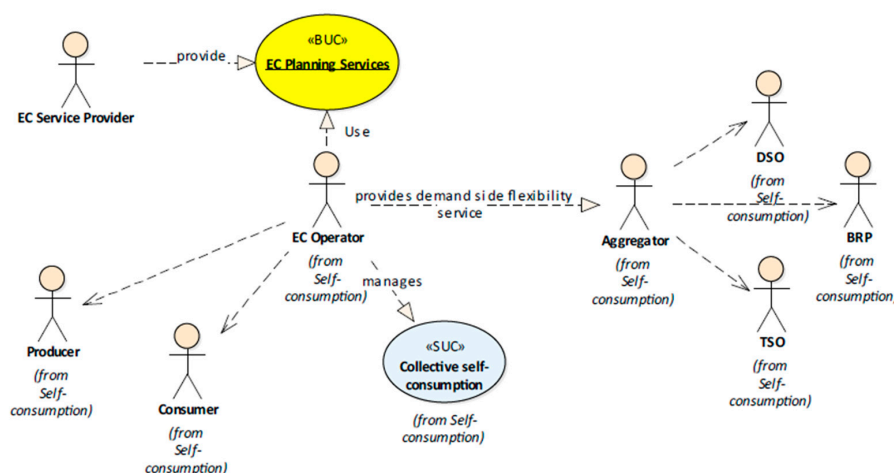 «BUC»
EC Planning Services
provide
EC Service Provider
Use
EC Operator
(from
Self-
consumption)
provides demand side flexibility
service
Aggregator
(from
Self-
consumption)
DSO
(from
Self-
consumption)
BRP
(from
Self-
consumption)
TSO
(from
Self-
consumption)
manages
«SUC»
Collective self-
consumption
(from Self-
consumption)
Producer
(from
Self-
consumption)
Consumer
(from
Self-
consumption)